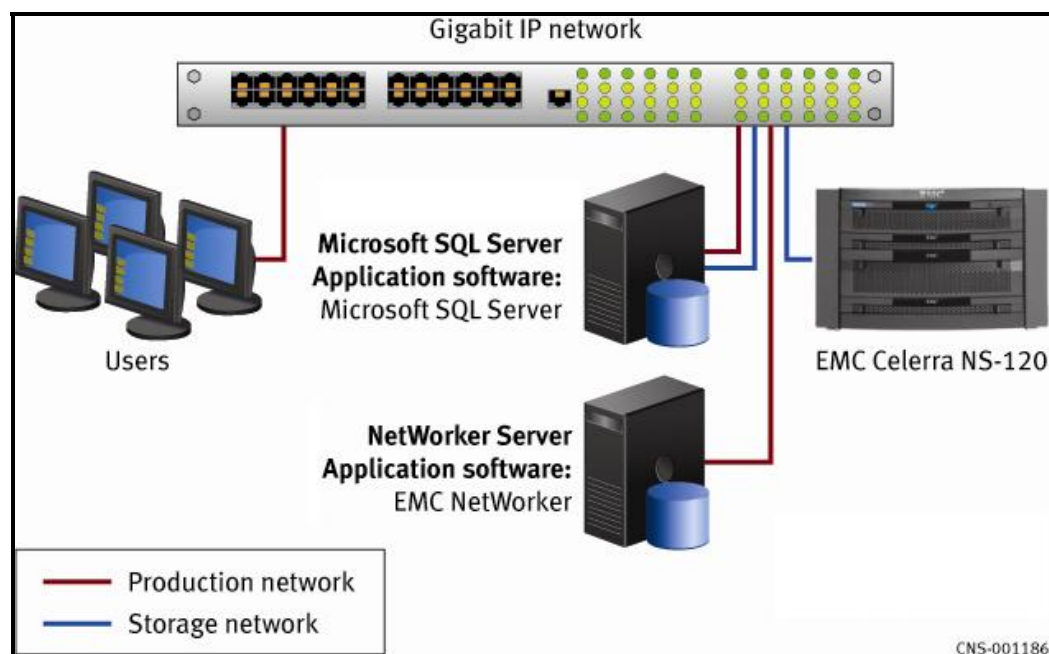 Gigabit IP network
Microsoft SQL Server
Application software:
Microsoft SQL Server
Users
EMC Celerra NS-120
NetWorker Server
Application software:
EMC NetWorker
Production network
Storage network
CNS-001186